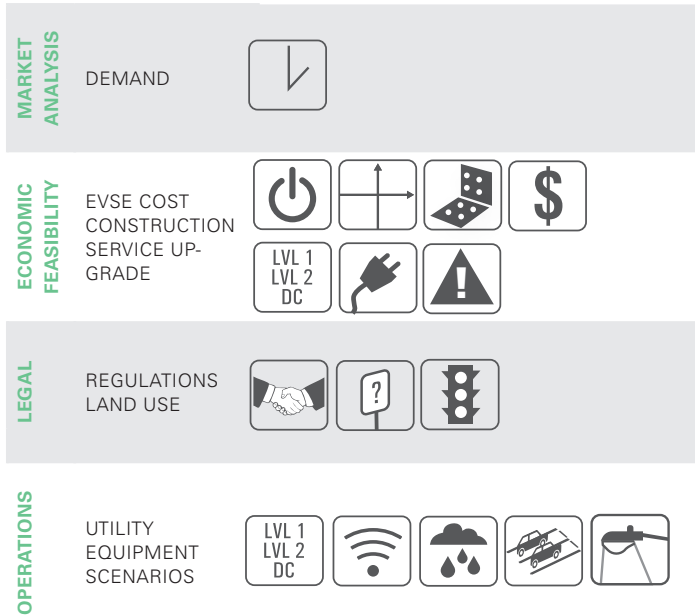 MARKET
ANALYSIS
DEMAND
ECONOMIC
FEASIBILITY
EVSE COST
CONSTRUCTION
SERVICE UP-
GRADE
$
LVL 1
LVL 2
DC
!
LEGAL
REGULATIONS
LAND USE
?
OPERATIONS
UTILITY
EQUIPMENT
SCENARIOS
LVL 1
LVL 2
DC